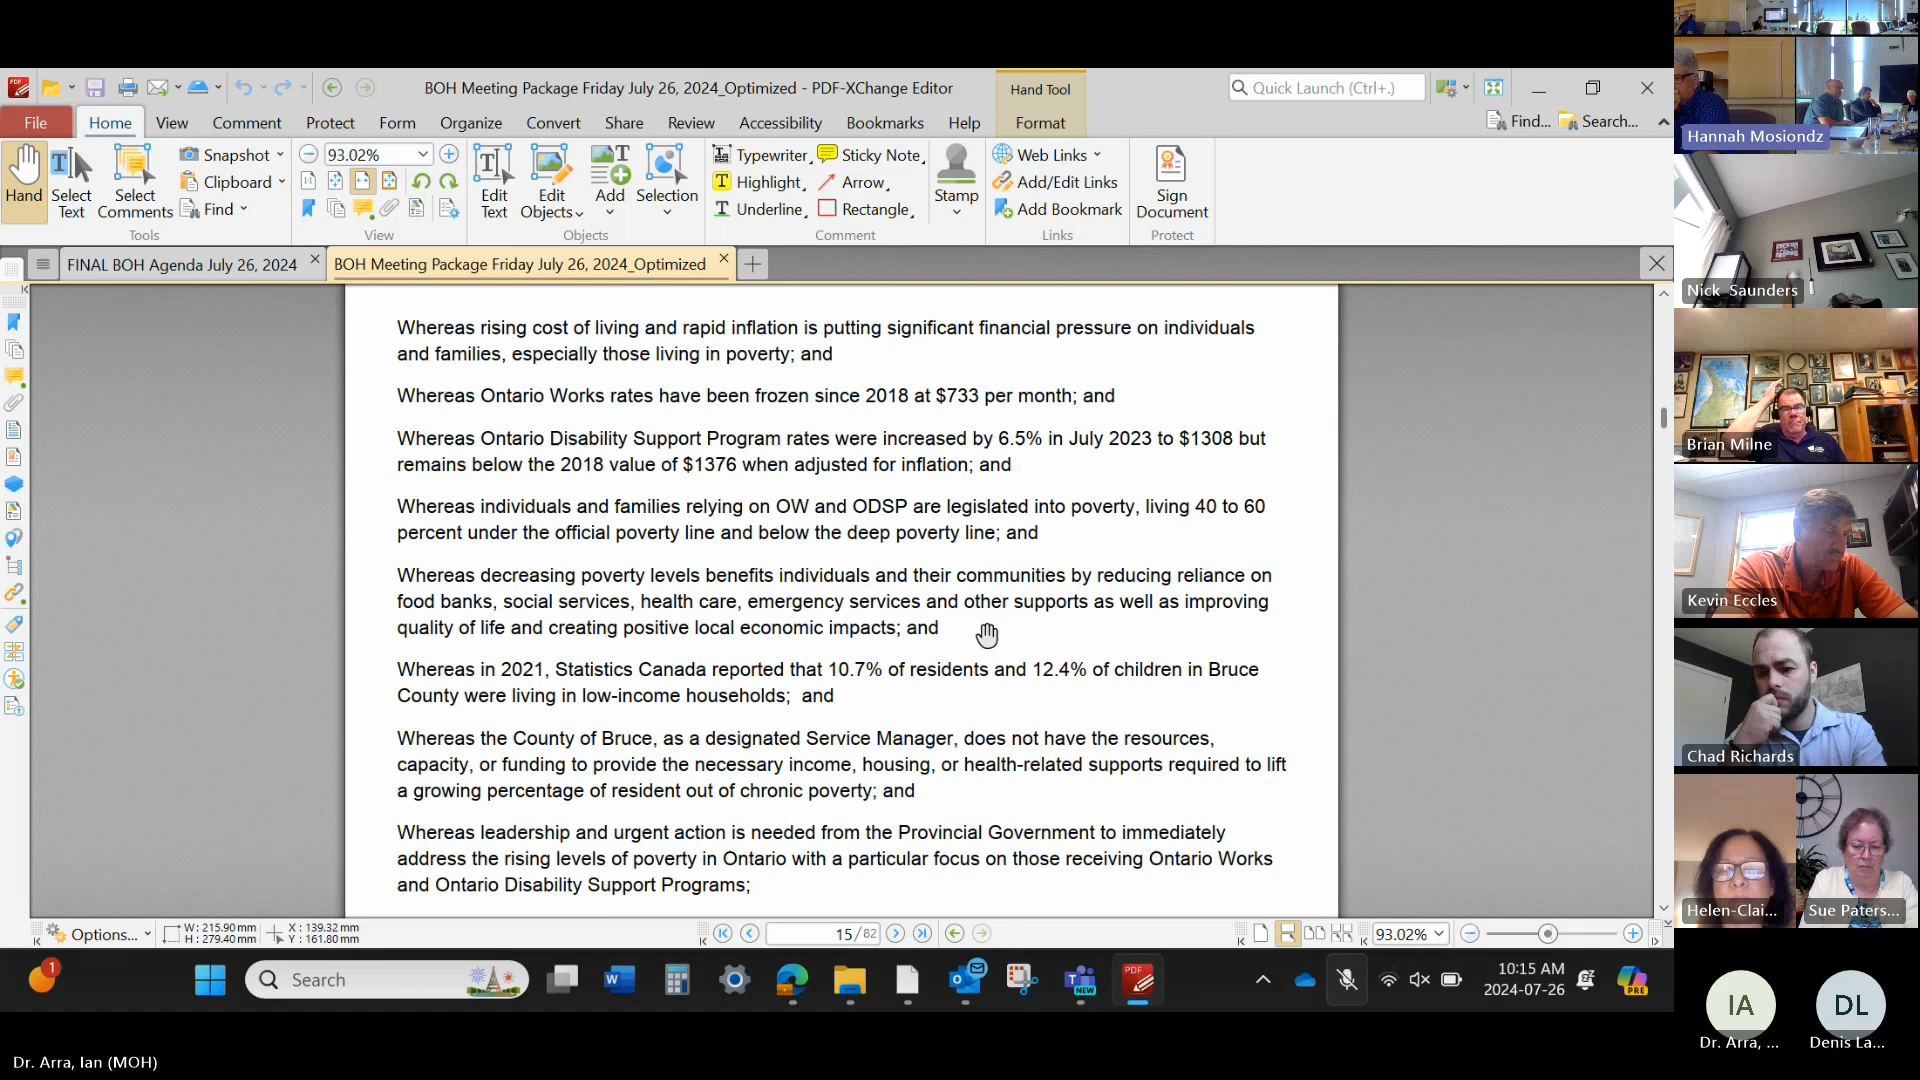 BOH Meeting Package Friday July 26, 2024_Optimized - PDF-XChange Editor
Hand Tool
Quick Launch (Ctrl+.)
File
Home
View
Comment
Protect
Form
Organize
Convert
Share
Review
Accessibility
Bookmarks
Help
Format
Find...
Search...
Hand
Select Text
Select Comments
Snapshot
Clipboard
Find
Tools
93.02%
View
Edit Text
Edit Objects
Add
Selection
Objects
Typewriter
Highlight
Underline
Sticky Note
Arrow
Rectangle
Comment
Stamp
Web Links
Add/Edit Links
Add Bookmark
Links
Sign Document
Protect
FINAL BOH Agenda July 26, 2024
BOH Meeting Package Friday July 26, 2024_Optimized
Whereas rising cost of living and rapid inflation is putting significant financial pressure on individuals
and families, especially those living in poverty; and
Whereas Ontario Works rates have been frozen since 2018 at $733 per month; and
Whereas Ontario Disability Support Program rates were increased by 6.5% in July 2023 to $1308 but
remains below the 2018 value of $1376 when adjusted for inflation; and
Whereas individuals and families relying on OW and ODSP are legislated into poverty, living 40 to 60
percent under the official poverty line and below the deep poverty line; and
Whereas decreasing poverty levels benefits individuals and their communities by reducing reliance on
food banks, social services, health care, emergency services and other supports as well as improving
quality of life and creating positive local economic impacts; and
Whereas in 2021, Statistics Canada reported that 10.7% of residents and 12.4% of children in Bruce
County were living in low-income households;  and
Whereas the County of Bruce, as a designated Service Manager, does not have the resources,
capacity, or funding to provide the necessary income, housing, or health-related supports required to lift
a growing percentage of resident out of chronic poverty; and
Whereas leadership and urgent action is needed from the Provincial Government to immediately
address the rising levels of poverty in Ontario with a particular focus on those receiving Ontario Works
and Ontario Disability Support Programs;
Options...
W: 215.90 mm
H: 279.40 mm
X: 139.32 mm
Y: 161.80 mm
15 / 82
93.02%
1
Search
NEW
PDF
10:15 AM
2024-07-26
PRE
Dr. Arra, Ian (MOH)
Hannah Mosiondz
Nick Saunders
Brian Milne
Kevin Eccles
Chad Richards
Helen-Clai...
Sue Paters...
IA
Dr. Arra, ...
DL
Denis La...